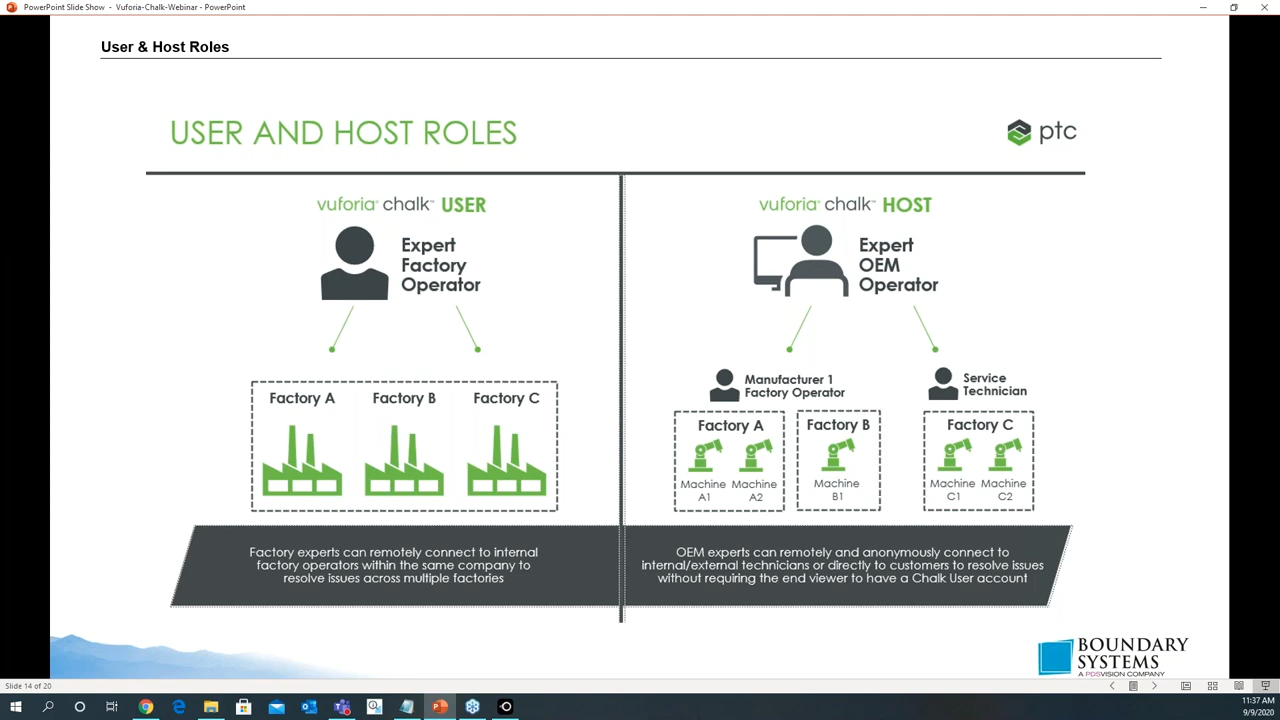 PowerPoint Slide Show - Vuforia-Chalk-Webinar - PowerPoint
User & Host Roles
USER AND HOST ROLES
ptc
vuforia® chalk™ USER
Expert
Factory
Operator
Factory A
Factory B
Factory C
vuforia® chalk™ HOST
Expert
OEM
Operator
Manufacturer 1
Factory Operator
Service
Technician
Factory A
Machine
A1
Machine
A2
Factory B
Machine
B1
Factory C
Machine
C1
Machine
C2
Factory experts can remotely connect to internal
factory operators within the same company to
resolve issues across multiple factories
OEM experts can remotely and anonymously connect to
internal/external technicians or directly to customers to resolve issues
without requiring the end viewer to have a Chalk User account
BOUNDARY
SYSTEMS
A PDSVISION COMPANY
Slide 14 of 20
11:37 AM
9/9/2020